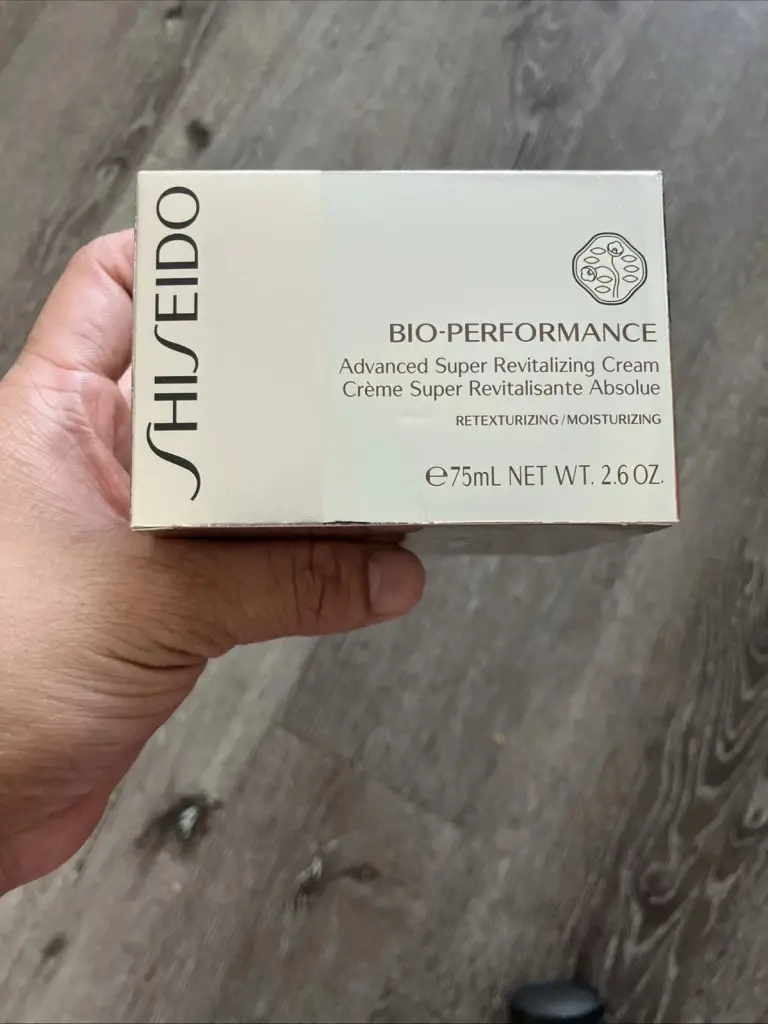 SHISEIDO
BIO-PERFORMANCE
Advanced Super Revitalizing Cream
Crème Super Revitalisante Absolue
RETEXTURIZING/MOISTURIZING
℮75mL NET WT. 2.6 OZ.